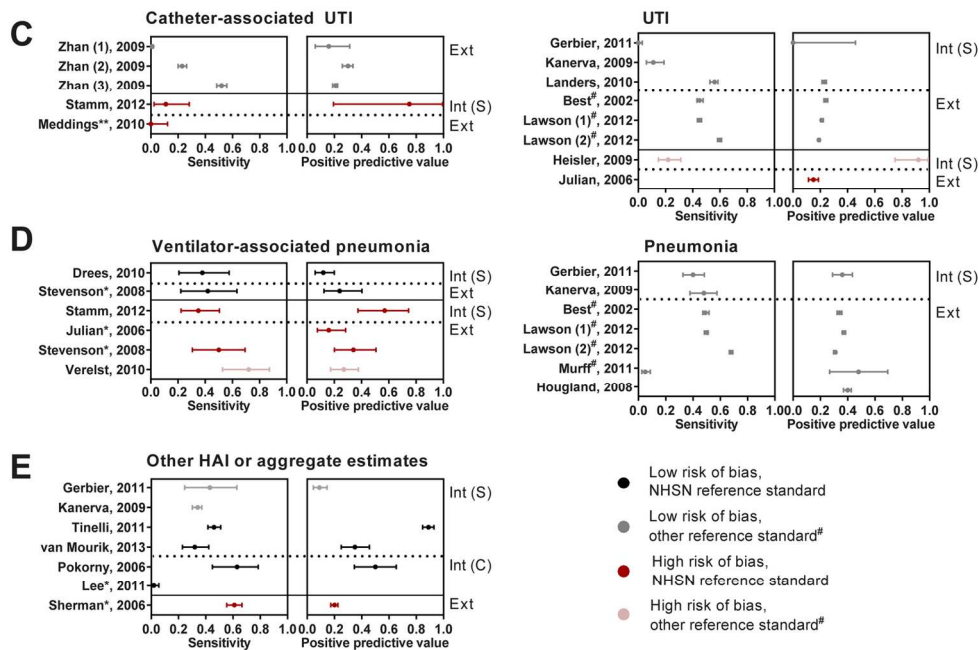 C
Catheter-associated UTI
Zhan (1), 2009
Zhan (2), 2009
Zhan (3), 2009
Stamm, 2012
Meddings**, 2010
Ext
Int (S)
Ext
0.0 0.2 0.4 0.6 0.8 1.0
Sensitivity
0.0 0.2 0.4 0.6 0.8 1.0
Positive predictive value
UTI
Gerbier, 2011
Kanerva, 2009
Landers, 2010
Best#, 2002
Lawson (1)#, 2012
Lawson (2)#, 2012
Heisler, 2009
Julian, 2006
Int (S)
Ext
Int (S)
Ext
0.0 0.2 0.4 0.6 0.8 1.0
Sensitivity
0.0 0.2 0.4 0.6 0.8 1.0
Positive predictive value
D
Ventilator-associated pneumonia
Drees, 2010
Stevenson*, 2008
Stamm, 2012
Julian*, 2006
Stevenson*, 2008
Verelst, 2010
Int (S)
Ext
Int (S)
Ext
0.0 0.2 0.4 0.6 0.8 1.0
Sensitivity
0.0 0.2 0.4 0.6 0.8 1.0
Positive predictive value
Pneumonia
Gerbier, 2011
Kanerva, 2009
Best#, 2002
Lawson (1)#, 2012
Lawson (2)#, 2012
Murff#, 2011
Hougland, 2008
Int (S)
Ext
0.0 0.2 0.4 0.6 0.8 1.0
Sensitivity
0.0 0.2 0.4 0.6 0.8 1.0
Positive predictive value
E
Other HAI or aggregate estimates
Gerbier, 2011
Kanerva, 2009
Tinelli, 2011
van Mourik, 2013
Pokorny, 2006
Lee*, 2011
Sherman*, 2006
Int (S)
Int (C)
Ext
0.0 0.2 0.4 0.6 0.8 1.0
Sensitivity
0.0 0.2 0.4 0.6 0.8 1.0
Positive predictive value
Low risk of bias,
NHSN reference standard
Low risk of bias,
other reference standard#
High risk of bias,
NHSN reference standard
High risk of bias,
other reference standard#